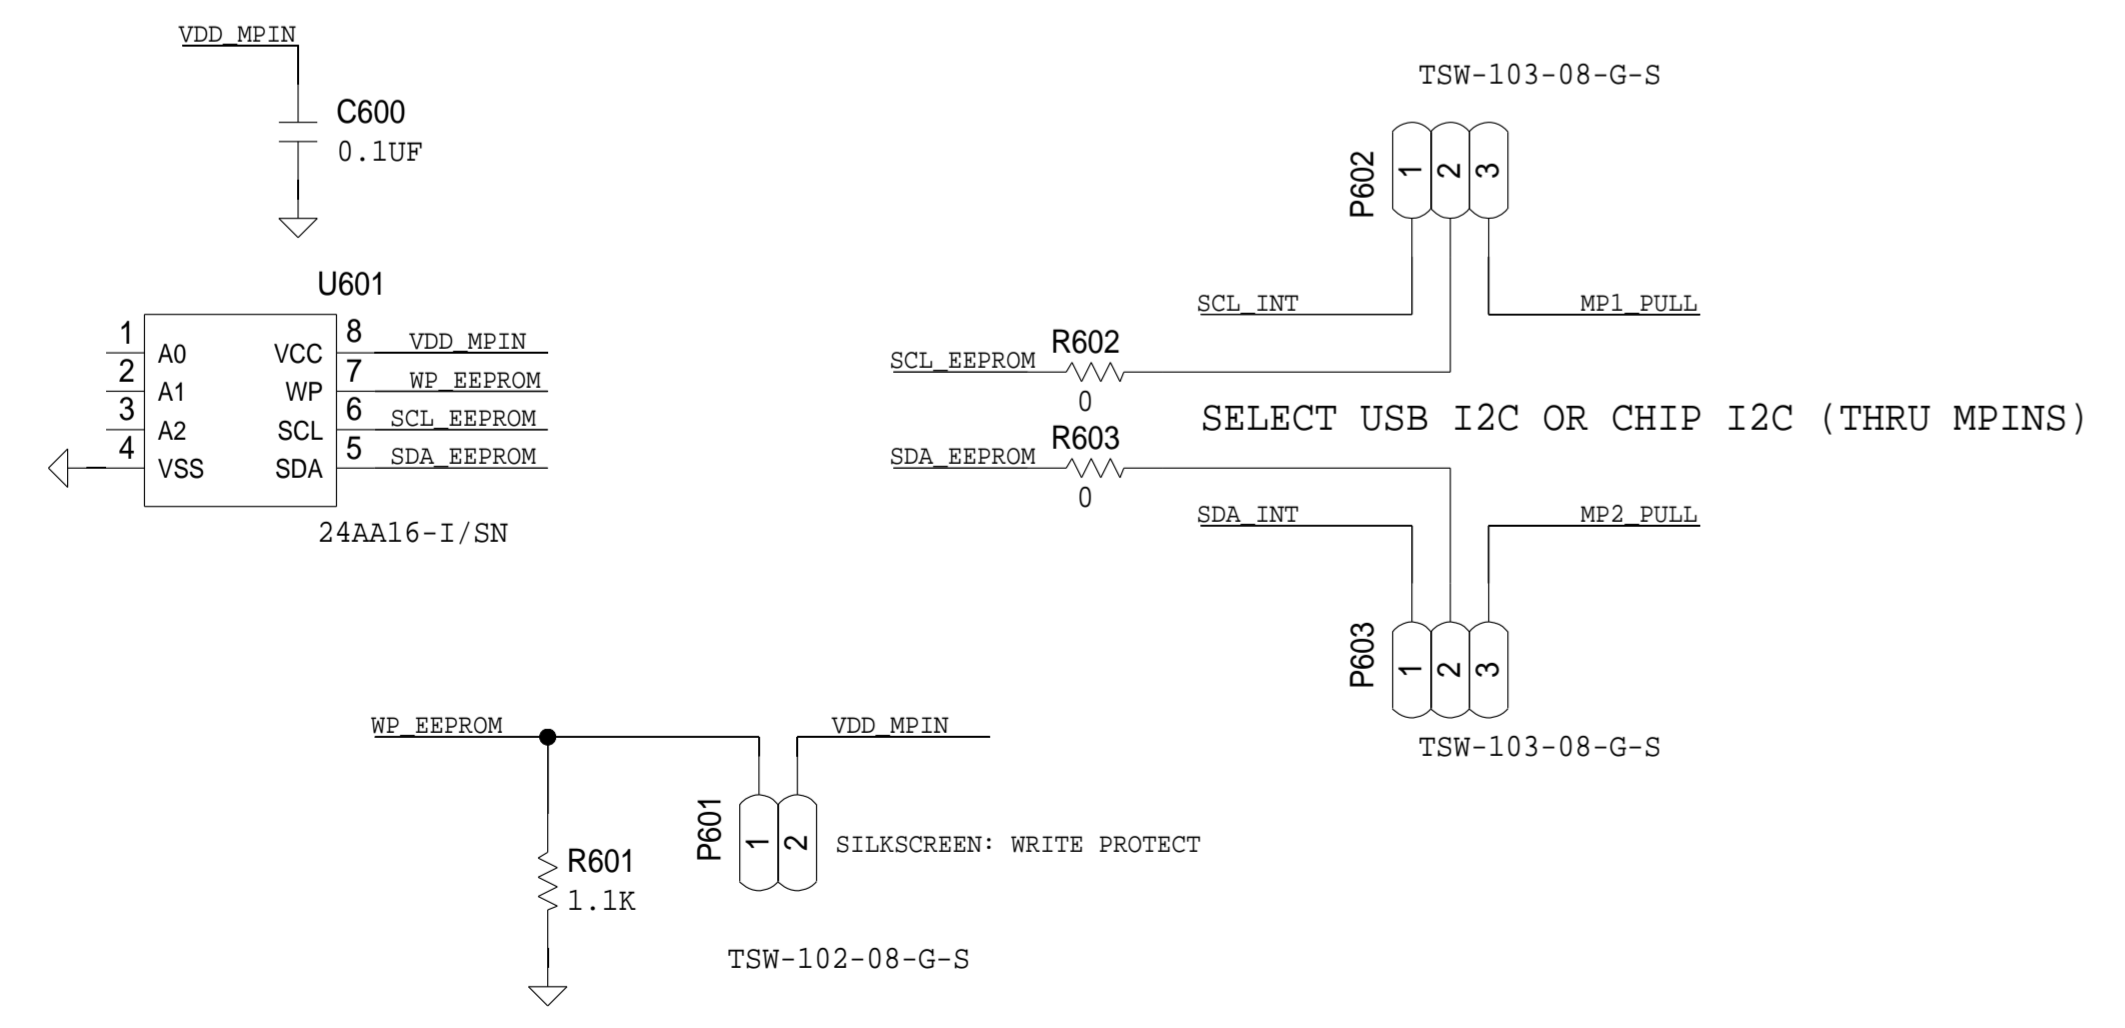 VDD_MPIN
C600
0.1UF
U601
1 A0 VCC 8 VDD_MPIN
2 A1 WP 7 WP_EEPROM
3 A2 SCL 6 SCL_EEPROM
4 VSS SDA 5 SDA_EEPROM
24AA16-I/SN
TSW-103-08-G-S
P602
1 2 3
SCL_INT
MP1_PULL
SCL_EEPROM
R602
0
SELECT USB I2C OR CHIP I2C (THRU MPINS)
SDA_EEPROM
R603
0
SDA_INT
MP2_PULL
P603
1 2 3
TSW-103-08-G-S
WP_EEPROM
VDD_MPIN
P601
1 2
SILKSCREEN: WRITE PROTECT
R601
1.1K
TSW-102-08-G-S